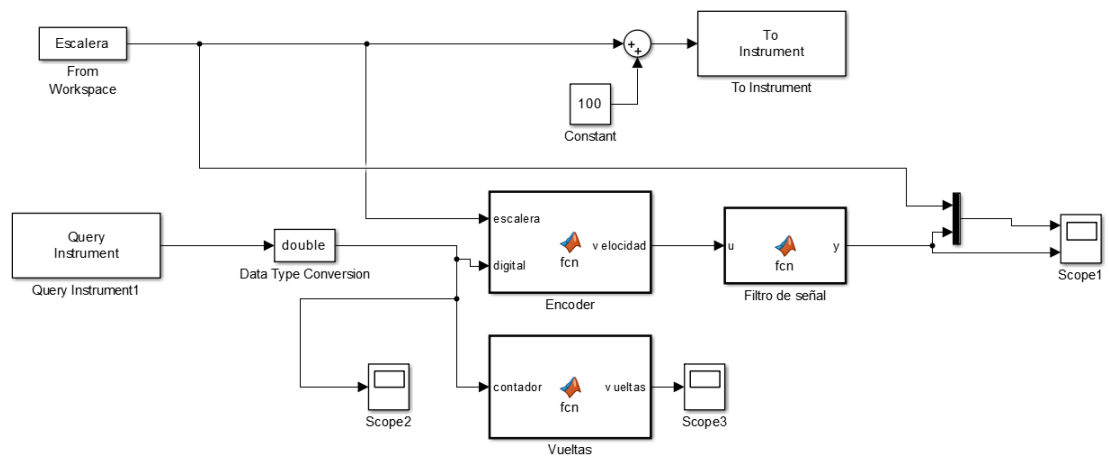 Escalera
From
Workspace
+
+
To
Instrument
To Instrument
100
Constant
Query
Instrument
Query Instrument1
double
Data Type Conversion
escalera
digital
v elocidad
fcn
Encoder
u
y
fcn
Filtro de señal
Scope1
Scope2
contador
v ueltas
fcn
Vueltas
Scope3